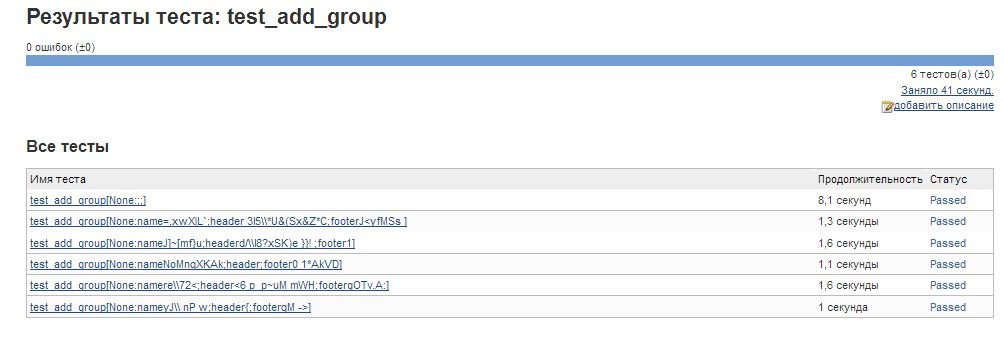 Результаты теста: test_add_group
0 ошибок (±0)
6 тестов(а) (±0)
Заняло 41 секунд.
добавить описание
Все тесты
Имя теста Продолжительность Статус
test_add_group[None:;;] 8,1 секунд Passed
test_add_group[None:name=,xwX|L`;header 3I5\\*U&(Sx&Z*C;footerJ<yfMSs ] 1,3 секунды Passed
test_add_group[None:nameJ]~[mf}u;headerd/\\I8?xSK)e }}! ;footer1] 1,6 секунды Passed
test_add_group[None:nameNoMnqXKAk;header;footer0 1*AkVD] 1,1 секунды Passed
test_add_group[None:namere\\72<;header<6 p p~uM mWH;footerqOTv.A:] 1,6 секунды Passed
test_add_group[None:nameyJ\\ nP w;header{;footerqM ->] 1 секунда Passed